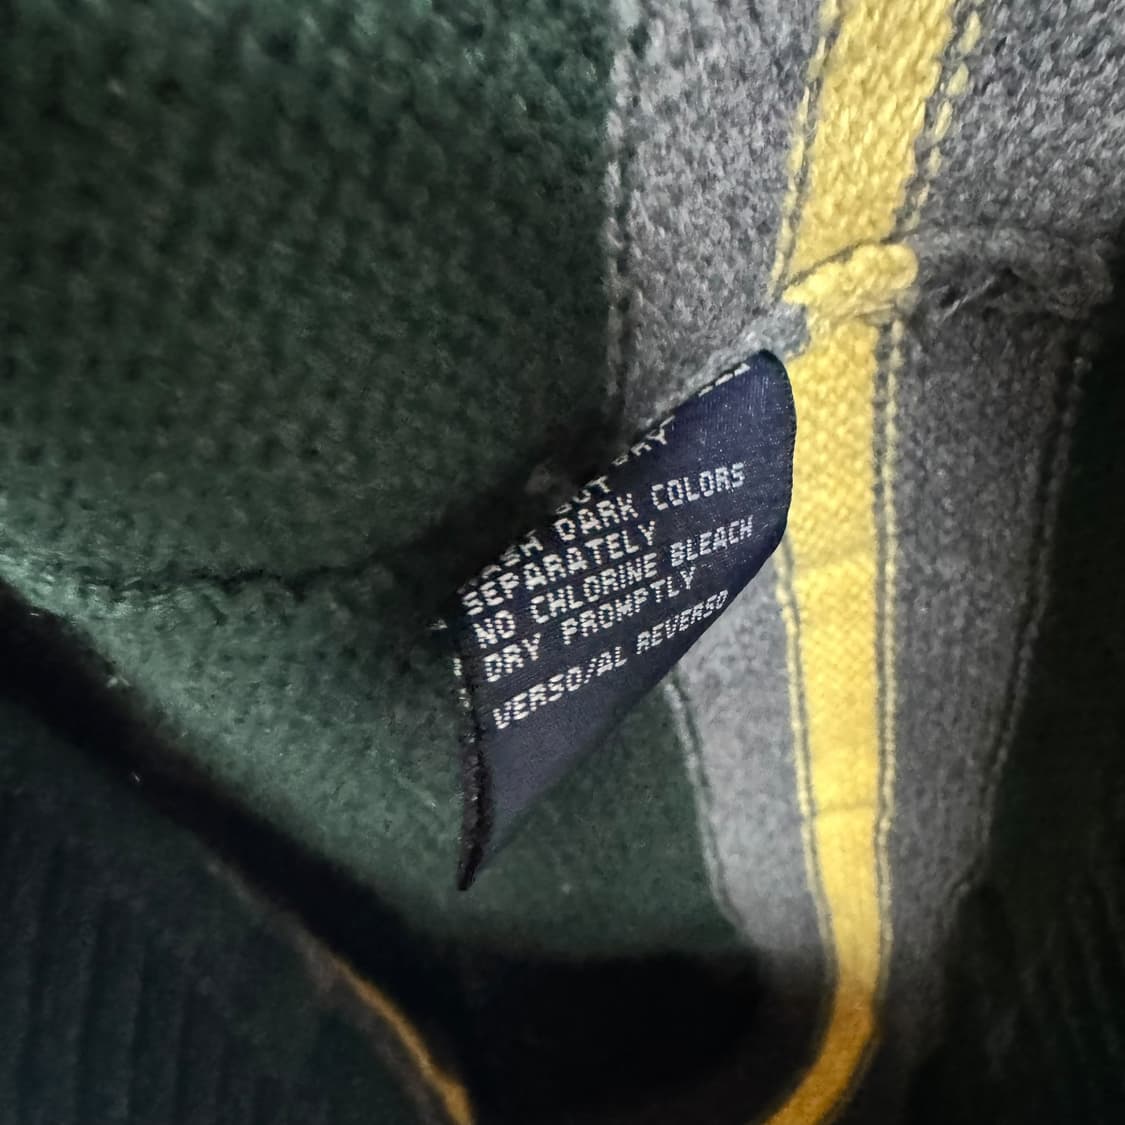 DARK COLORS
SEPARATELY
NO CHLORINE BLEACH
DRY PROMPTLY
VERSO/AL REVERSO